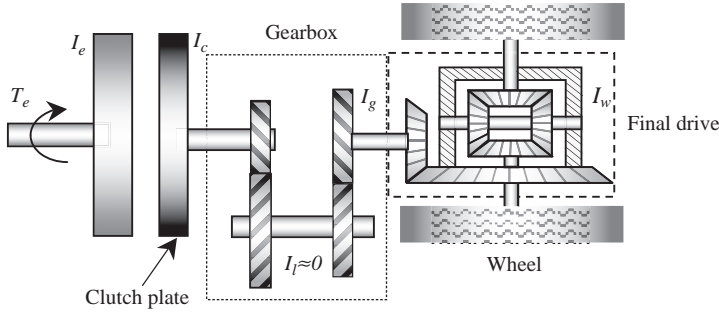 Gearbox
I_e
I_c
T_e
I_g
I_w
Final drive
I_l≈0
Wheel
Clutch plate